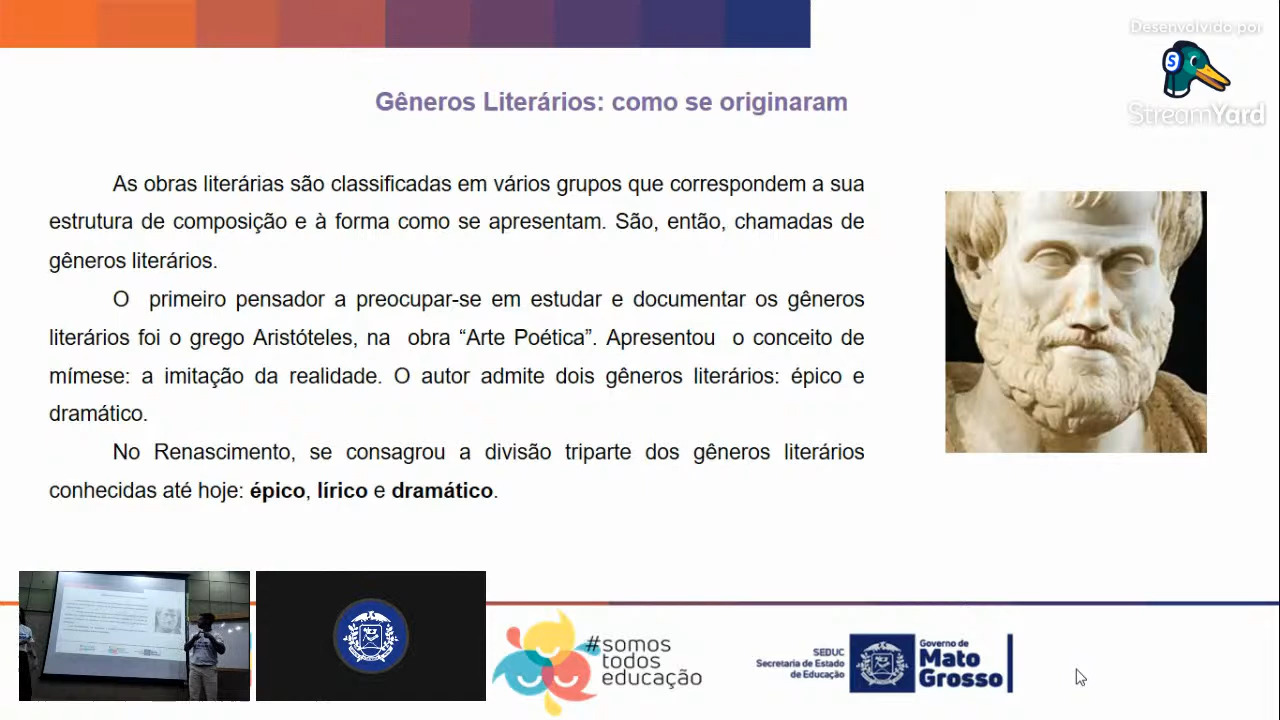 Desenvolvido por
S
StreamYard
Gêneros Literários: como se originaram
As obras literárias são classificadas em vários grupos que correspondem a sua
estrutura de composição e à forma como se apresentam. São, então, chamadas de
gêneros literários.
O primeiro pensador a preocupar-se em estudar e documentar os gêneros
literários foi o grego Aristóteles, na obra “Arte Poética”. Apresentou o conceito de
mímese: a imitação da realidade. O autor admite dois gêneros literários: épico e
dramático.
No Renascimento, se consagrou a divisão triparte dos gêneros literários
conhecidas até hoje: épico, lírico e dramático.
#somos
todos
educação
SEDUC
Secretaria de Estado
de Educação
Governo de
Mato
Grosso